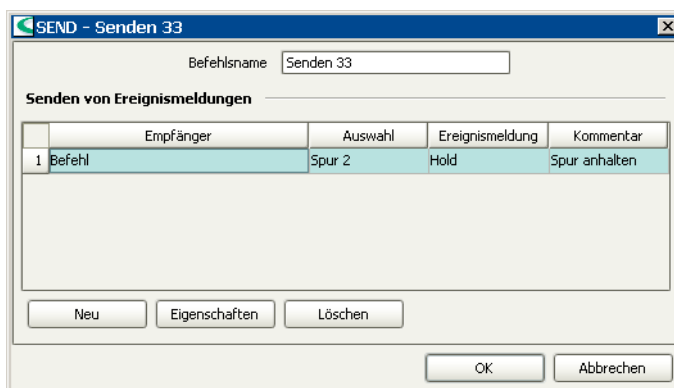 SEND - Senden 33
Befehlsname Senden 33
Senden von Ereignismeldungen
Empfänger Auswahl Ereignismeldung Kommentar
1 Befehl Spur 2 Hold Spur anhalten
Neu Eigenschaften Löschen
OK Abbrechen